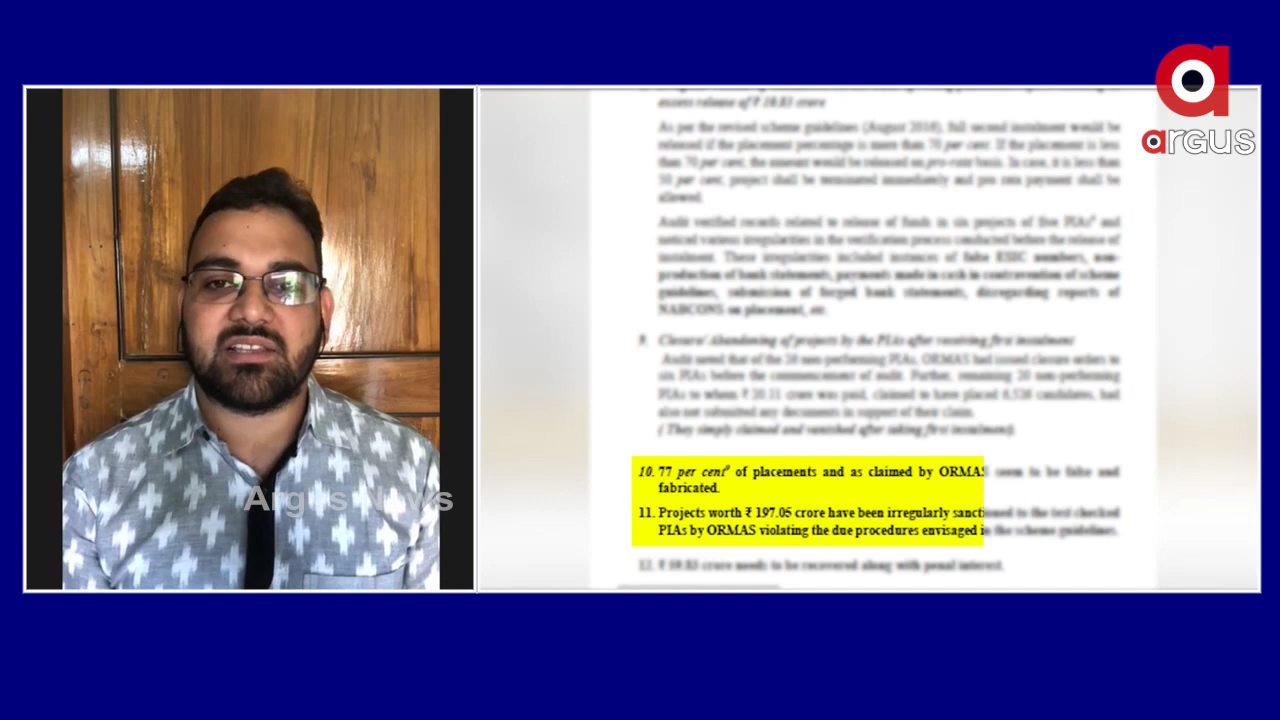 argus
excess release of ₹ 18.83 crore
As per the revised scheme guidelines (August 2016), full second instalment would be
released if the placement percentage is more than 70 per cent. If the placement is less
than 70 per cent, the amount would be released on pro-rata basis. In case, it is less than
50 per cent, project shall be terminated immediately and pro rata payment shall be
allowed.
Audit verified records related to release of funds in six projects of five PIAs and
noticed various irregularities in the verification process conducted before the release of
instalment. These irregularities included instances of fake ESIC numbers, non-
production of bank statements, payments made in cash in contravention of scheme
guidelines, submission of forged bank statements, disregarding reports of
NABCONS on placement, etc.
9. Closure/ Abandoning of projects by the PIAs after receiving first instalment
Audit noted that of the 26 non-performing PIAs, ORMAS had issued closure orders to
six PIAs before the commencement of audit. Further, remaining 20 non-performing
PIAs to whom ₹ 20.11 crore was paid, claimed to have placed 6,526 candidates, had
also not submitted any documents in support of their claim.
( They simply claimed and vanished after taking first instalment).
10. 77 per cent⁹ of placements and as claimed by ORMAS seem to be false and
fabricated.
11. Projects worth ₹ 197.05 crore have been irregularly sanctioned to the test checked
PIAs by ORMAS violating the due procedures envisaged in the scheme guidelines.
12. crore needs to be recovered along with penal interest.
Argus News